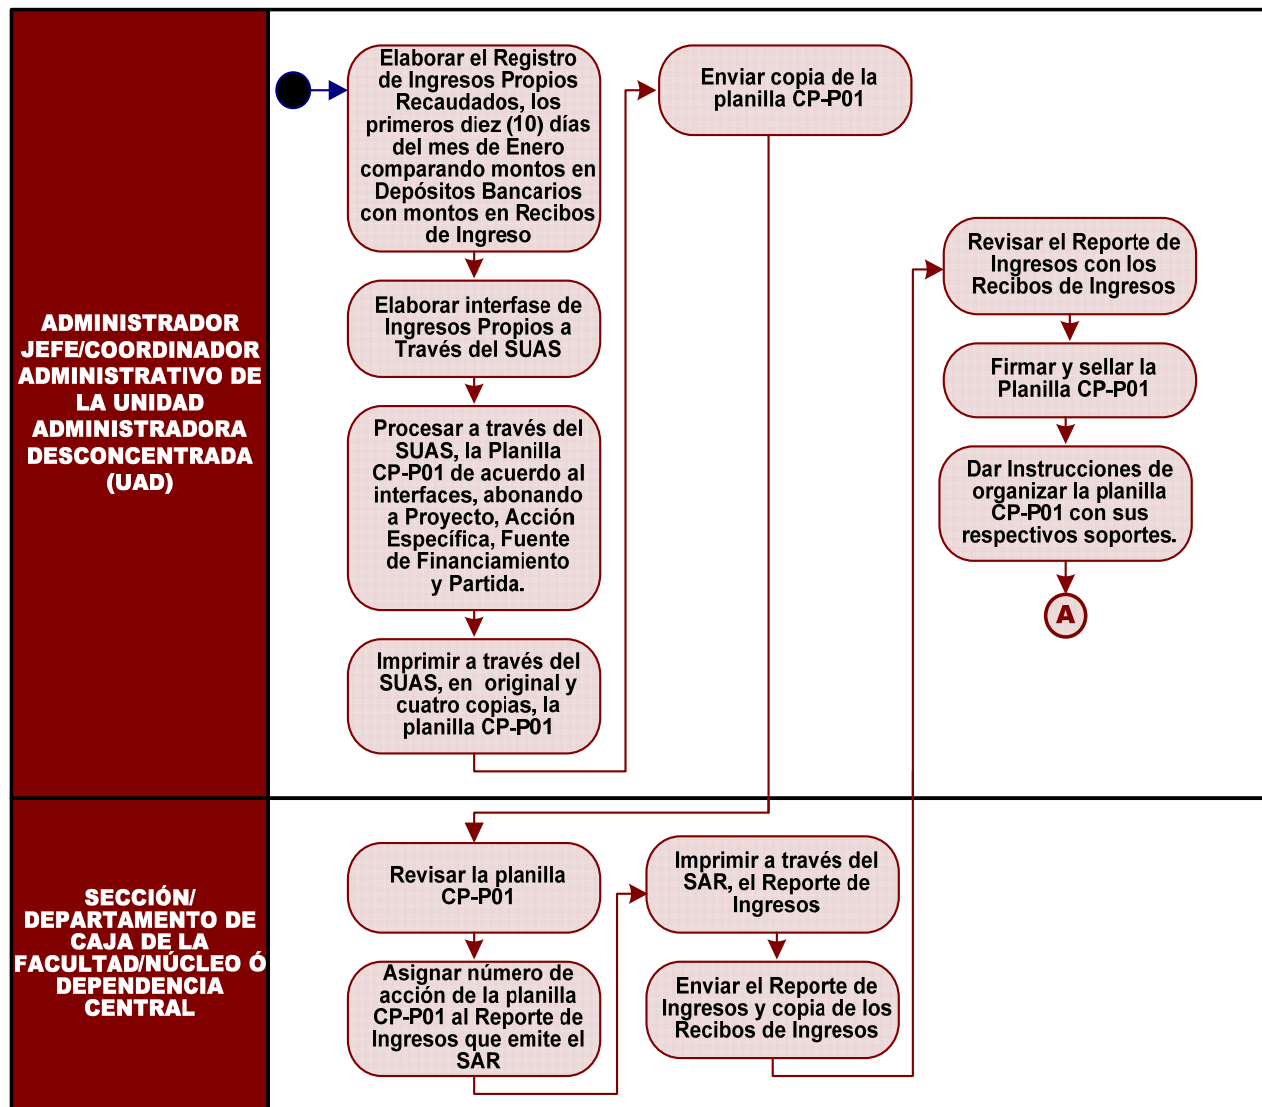 ADMINISTRADOR
JEFE/COORDINADOR
ADMINISTRATIVO DE
LA UNIDAD
ADMINISTRADORA
DESCONCENTRADA
(UAD)
Elaborar el Registro
de Ingresos Propios
Recaudados, los
primeros diez (10) días
del mes de Enero
comparando montos en
Depósitos Bancarios
con montos en Recibos
de Ingreso
Elaborar interfase de
Ingresos Propios a
Través del SUAS
Procesar a través del
SUAS, la Planilla
CP-P01 de acuerdo al
interfaces, abonando
a Proyecto, Acción
Específica, Fuente
de Financiamiento
y Partida.
Imprimir a través del
SUAS, en original y
cuatro copias, la
planilla CP-P01
Enviar copia de la
planilla CP-P01
Revisar el Reporte de
Ingresos con los
Recibos de Ingresos
Firmar y sellar la
Planilla CP-P01
Dar Instrucciones de
organizar la planilla
CP-P01 con sus
respectivos soportes.
A
SECCIÓN/
DEPARTAMENTO DE
CAJA DE LA
FACULTAD/NÚCLEO Ó
DEPENDENCIA
CENTRAL
Revisar la planilla
CP-P01
Asignar número de
acción de la planilla
CP-P01 al Reporte de
Ingresos que emite el
SAR
Imprimir a través del
SAR, el Reporte de
Ingresos
Enviar el Reporte de
Ingresos y copia de los
Recibos de Ingresos